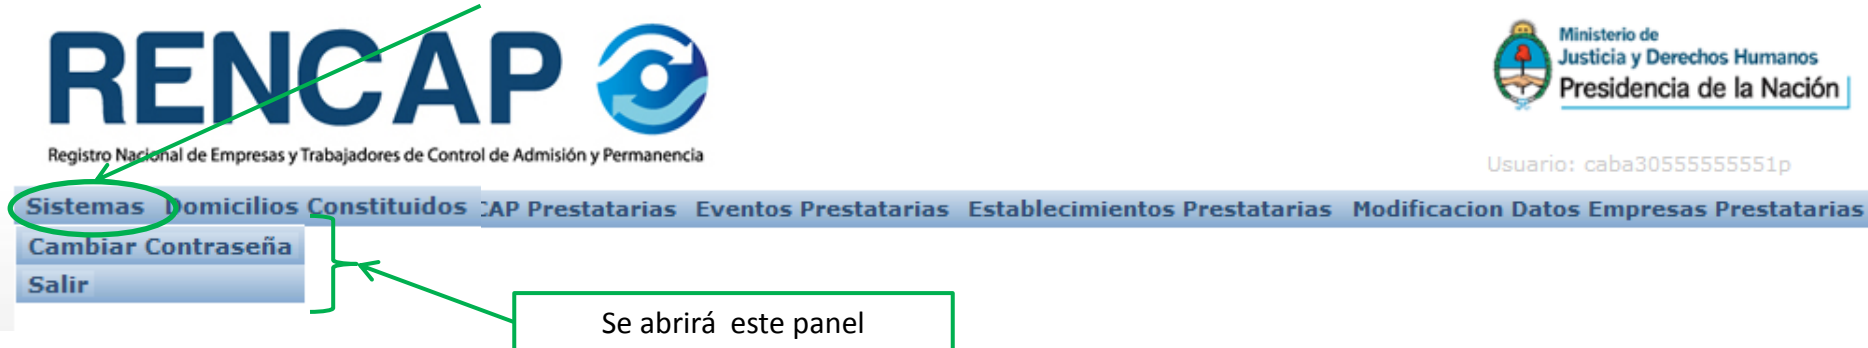 RENCAP
Registro Nacional de Empresas y Trabajadores de Control de Admisión y Permanencia
Ministerio de
Justicia y Derechos Humanos
Presidencia de la Nación
Usuario: caba30555555551p
Sistemas Domicilios Constituidos CAP Prestatarias Eventos Prestatarias Establecimientos Prestatarias Modificacion Datos Empresas Prestatarias
Cambiar Contraseña
Salir
Se abrirá este panel